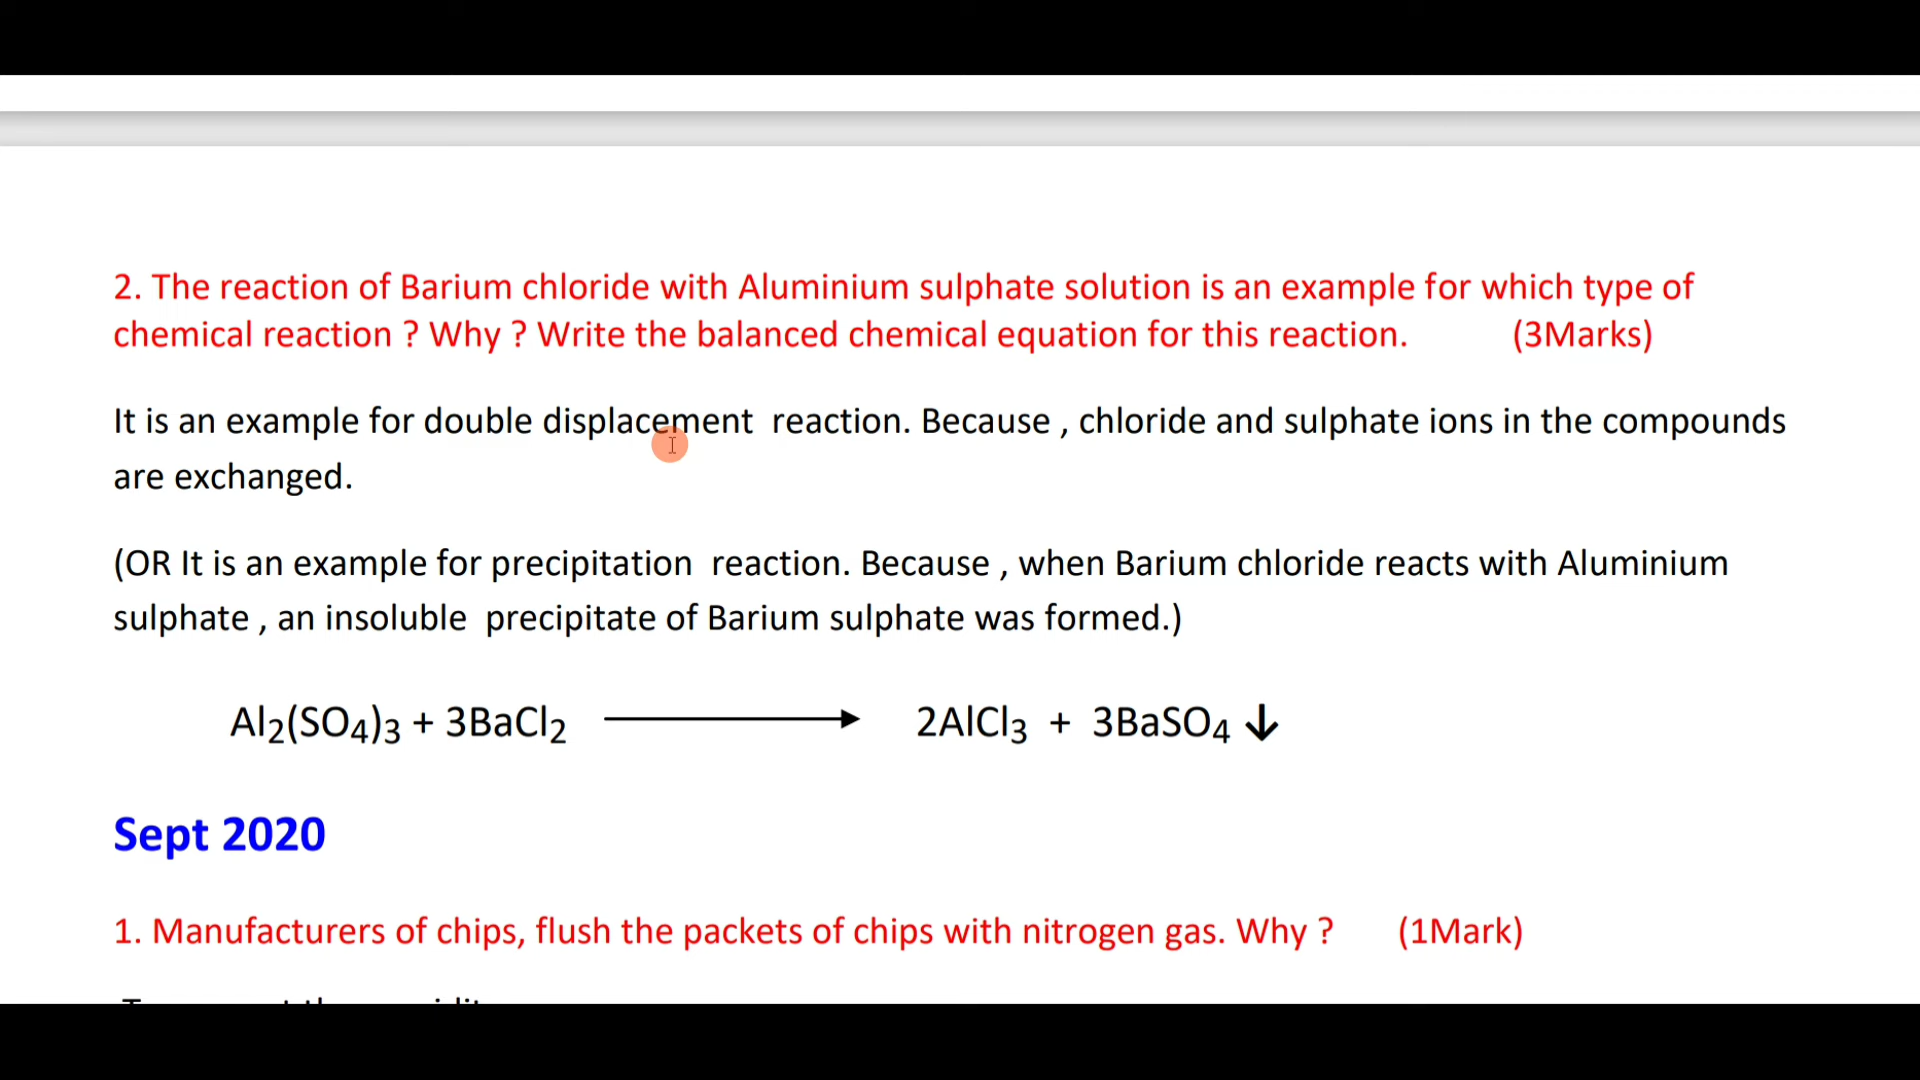 2. The reaction of Barium chloride with Aluminium sulphate solution is an example for which type of
chemical reaction ? Why ? Write the balanced chemical equation for this reaction. (3Marks)
It is an example for double displacement reaction. Because , chloride and sulphate ions in the compounds
are exchanged.
(OR It is an example for precipitation reaction. Because , when Barium chloride reacts with Aluminium
sulphate , an insoluble precipitate of Barium sulphate was formed.)
Al2(SO4)3 + 3BaCl2 ⟶ 2AlCl3 + 3BaSO4 ↓
Sept 2020
1. Manufacturers of chips, flush the packets of chips with nitrogen gas. Why ? (1Mark)